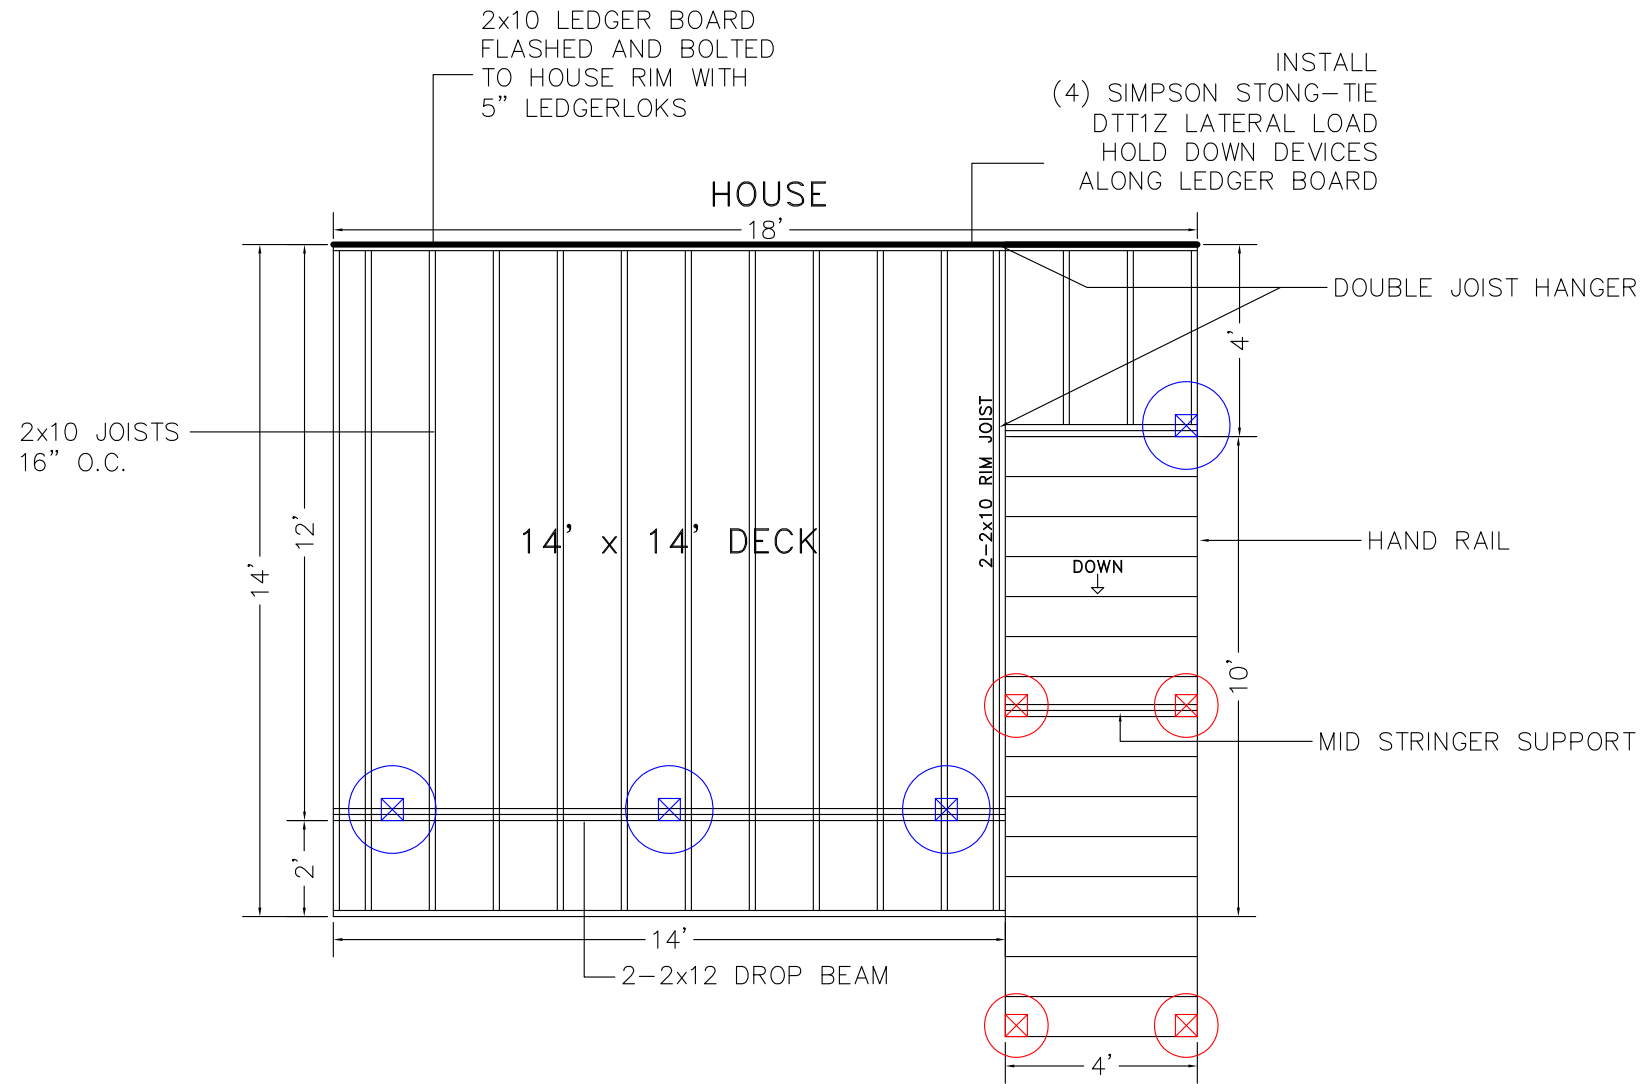 2x10 LEDGER BOARD
FLASHED AND BOLTED
TO HOUSE RIM WITH
5” LEDGERLOKS
INSTALL
(4) SIMPSON STONG-TIE
DTT1Z LATERAL LOAD
HOLD DOWN DEVICES
ALONG LEDGER BOARD
HOUSE
18’
DOUBLE JOIST HANGER
4’
2x10 JOISTS
16” O.C.
2-2x10 RIM JOIST
12’
14’
14’ x 14’ DECK
HAND RAIL
DOWN
10’
MID STRINGER SUPPORT
2’
14’
2-2x12 DROP BEAM
4’